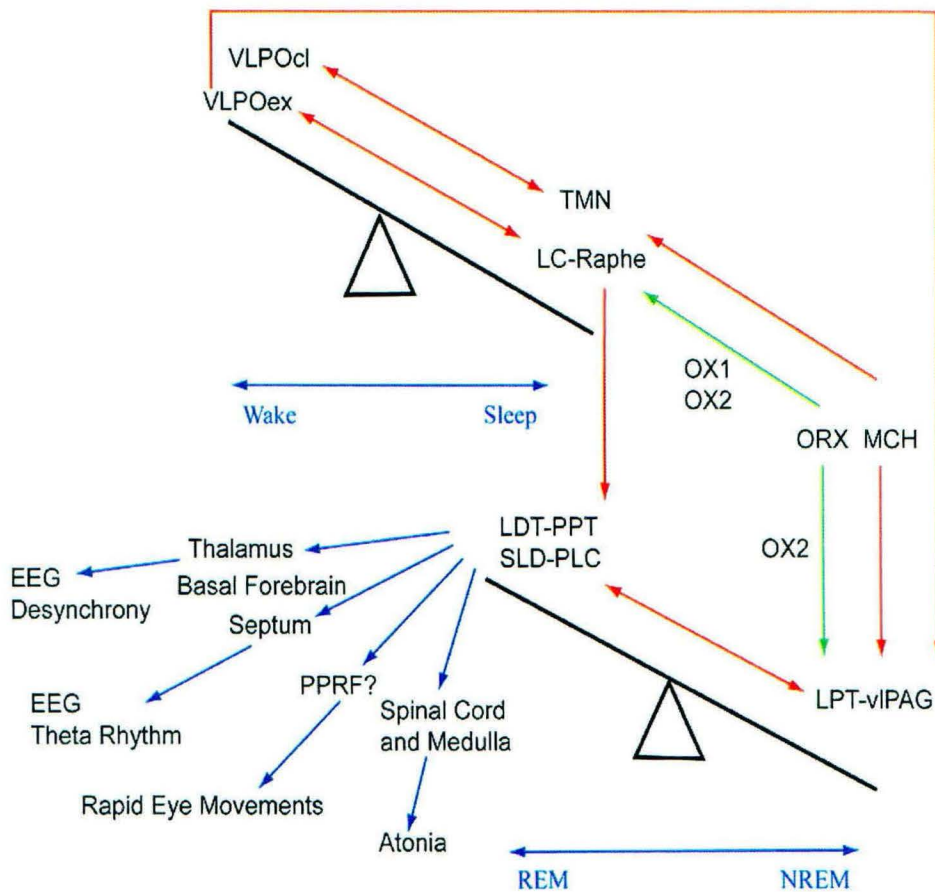 VLPOcl
VLPOex
TMN
LC-Raphe
OX1
OX2
Wake
Sleep
ORX MCH
LDT-PPT
SLD-PLC
OX2
Thalamus
EEG
Desynchrony
Basal Forebrain
Septum
PPRF?
LPT-vlPAG
EEG
Theta Rhythm
Spinal Cord
and Medulla
Rapid Eye Movements
Atonia
REM
NREM